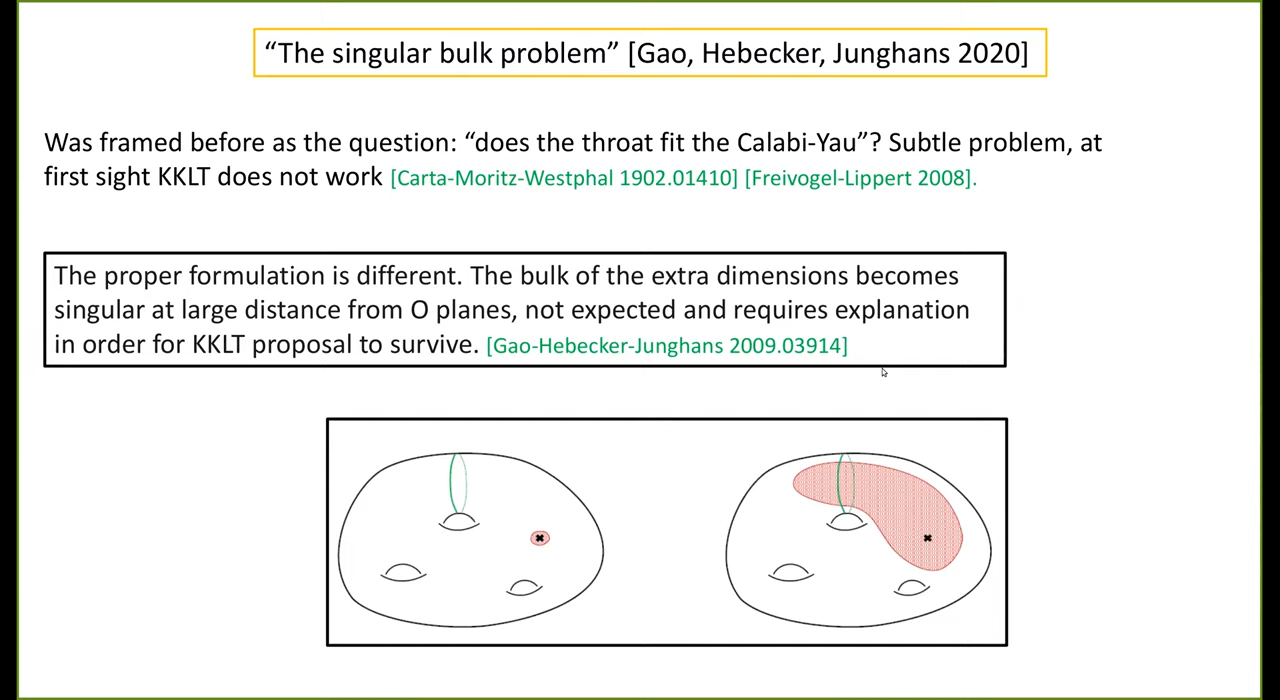 “The singular bulk problem” [Gao, Hebecker, Junghans 2020]
Was framed before as the question: “does the throat fit the Calabi-Yau”? Subtle problem, at
first sight KKLT does not work [Carta-Moritz-Westphal 1902.01410] [Freivogel-Lippert 2008].
The proper formulation is different. The bulk of the extra dimensions becomes
singular at large distance from O planes, not expected and requires explanation
in order for KKLT proposal to survive. [Gao-Hebecker-Junghans 2009.03914]